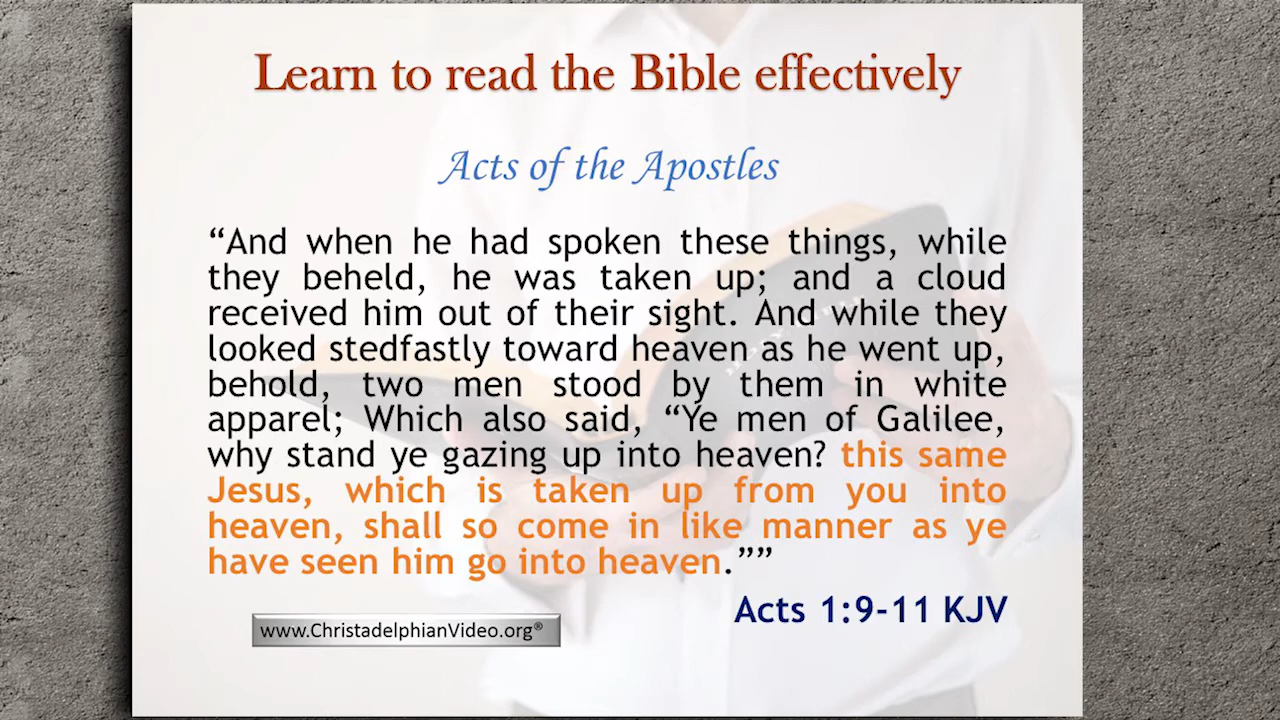 Learn to read the Bible effectively
Acts of the Apostles
“And when he had spoken these things, while
they beheld, he was taken up; and a cloud
received him out of their sight. And while they
looked stedfastly toward heaven as he went up,
behold, two men stood by them in white
apparel; Which also said, “Ye men of Galilee,
why stand ye gazing up into heaven? this same
Jesus, which is taken up from you into
heaven, shall so come in like manner as ye
have seen him go into heaven.””
Acts 1:9-11 KJV
www.ChristadelphianVideo.org®